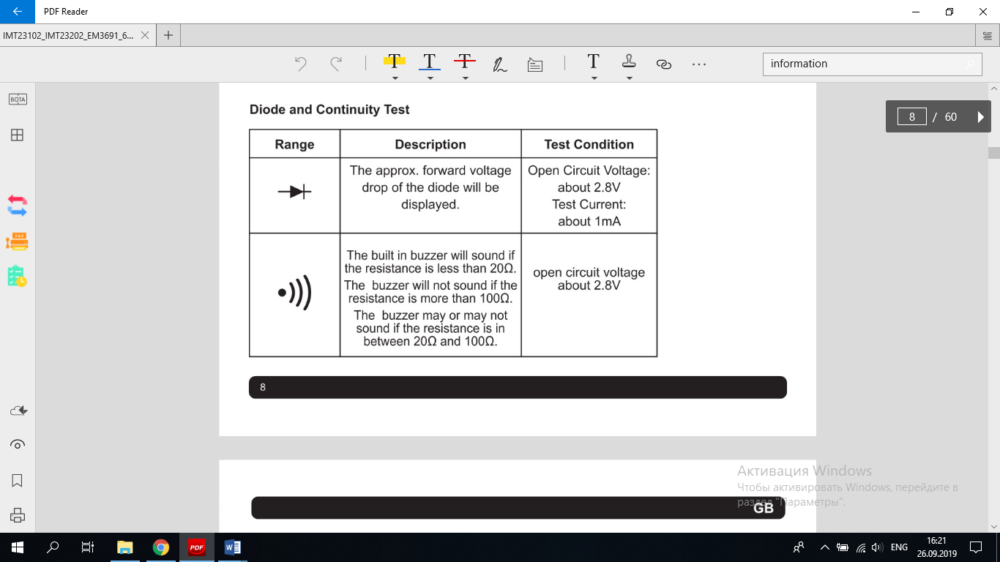 PDF Reader
IMT23102_IMT23202_EM3691_6...
information
BOTA
8 / 60
Diode and Continuity Test
Range
Description
Test Condition
The approx. forward voltage
drop of the diode will be
displayed.
Open Circuit Voltage:
about 2.8V
Test Current:
about 1mA
The built in buzzer will sound if
the resistance is less than 20Ω.
The buzzer will not sound if the
resistance is more than 100Ω.
The buzzer may or may not
sound if the resistance is in
between 20Ω and 100Ω.
open circuit voltage
about 2.8V
8
Активация Windows
Чтобы активировать Windows, перейдите в
раздел "Параметры".
GB
PDF
ENG
16:21
26.09.2019